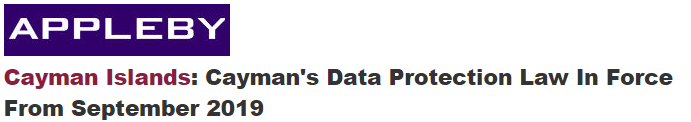 APPLEBY
Cayman Islands: Cayman's Data Protection Law In Force
From September 2019